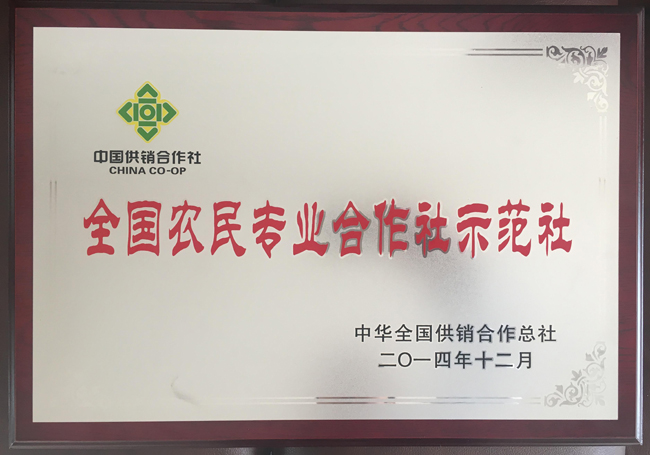 中国供销合作社
CHINA CO-OP
全国农民专业合作社示范社
中华全国供销合作总社
二〇一四年十二月